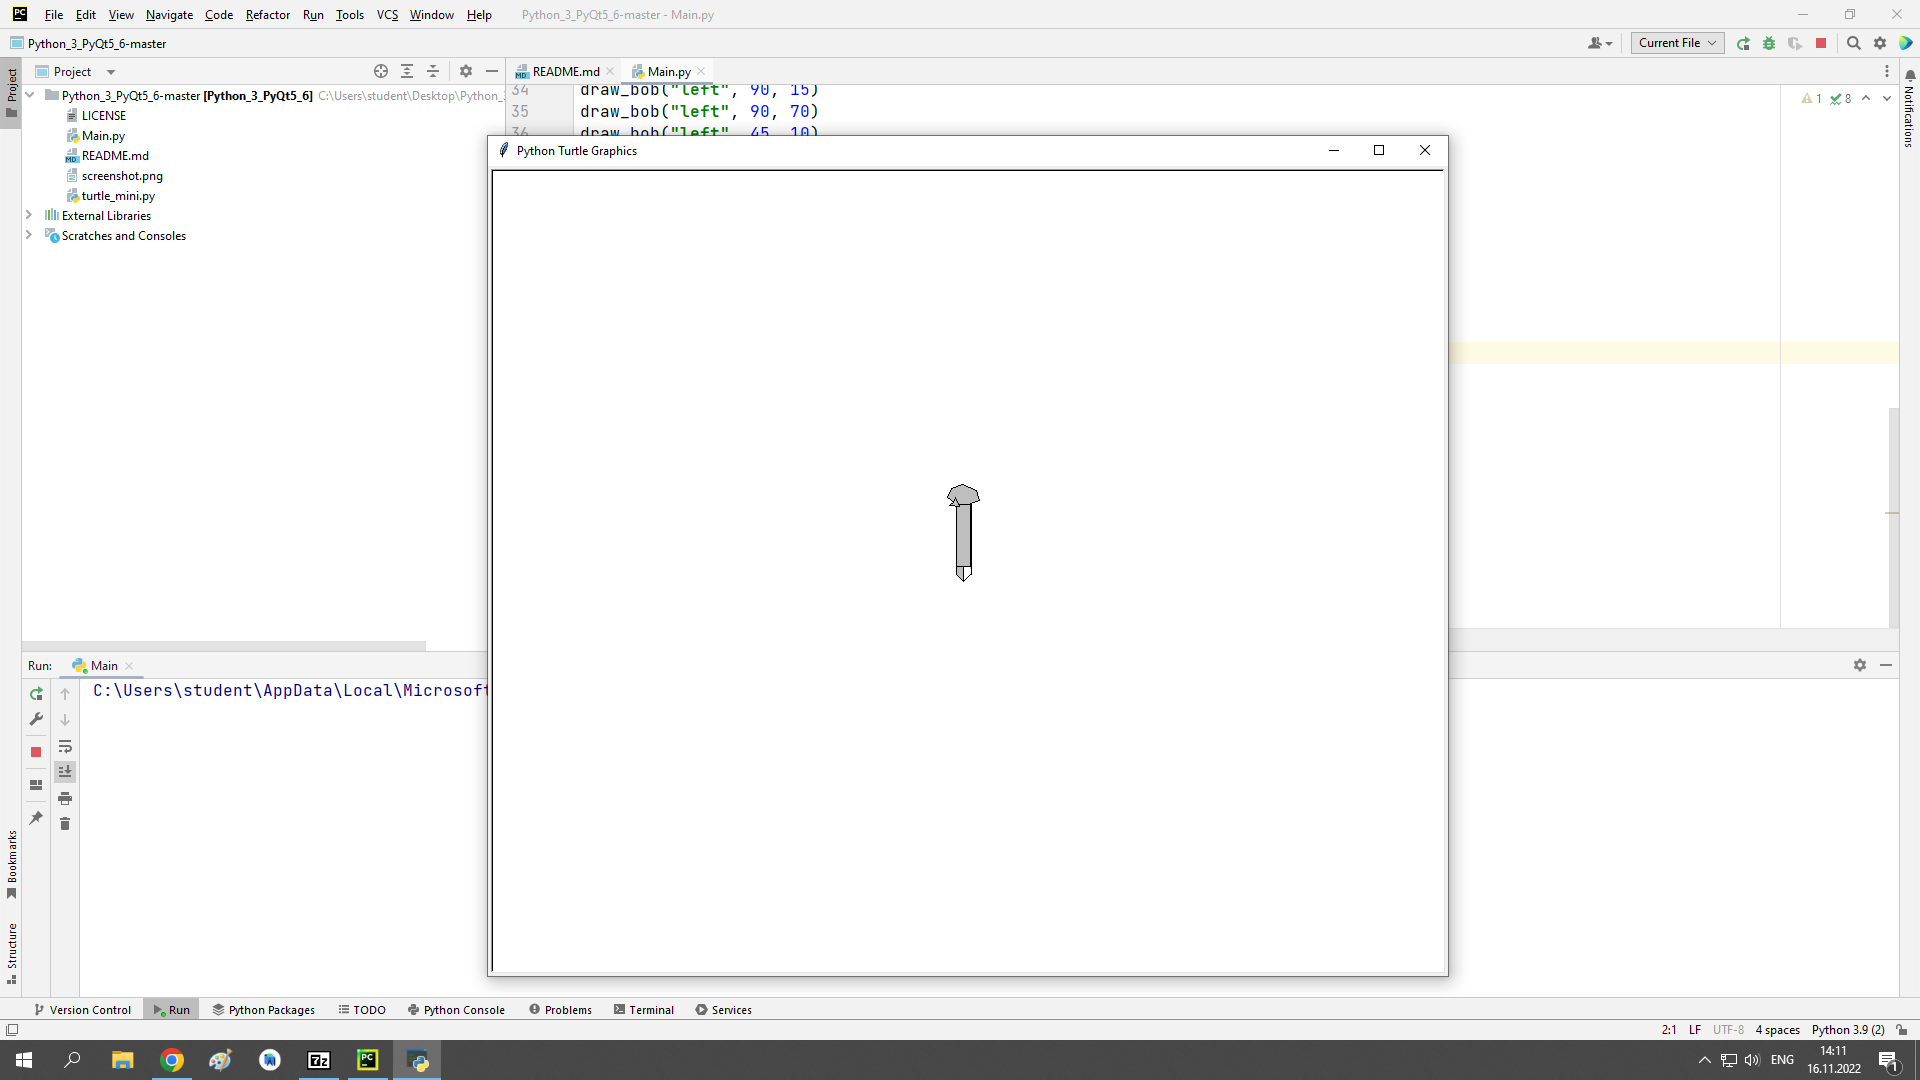 PC File Edit View Navigate Code Refactor Run Tools VCS Window Help Python_3_PyQt5_6-master - Main.py
Python_3_PyQt5_6-master Current File
Project Project README.md Main.py
Python_3_PyQt5_6-master [Python_3_PyQt5_6] C:\Users\student\Desktop\Python_
LICENSE
Main.py
README.md
screenshot.png
turtle_mini.py
External Libraries
Scratches and Consoles
34 draw_bob("left", 90, 15)
35 draw_bob("left", 90, 70)
36 draw_bob("left", 45, 10)
1 8
Notifications
Python Turtle Graphics
Run: Main
C:\Users\student\AppData\Local\Microsoft
Bookmarks
Structure
Version Control Run Python Packages TODO Python Console Problems Terminal Services
2:1 LF UTF-8 4 spaces Python 3.9 (2)
7z PC ENG 14:11
16.11.2022 1